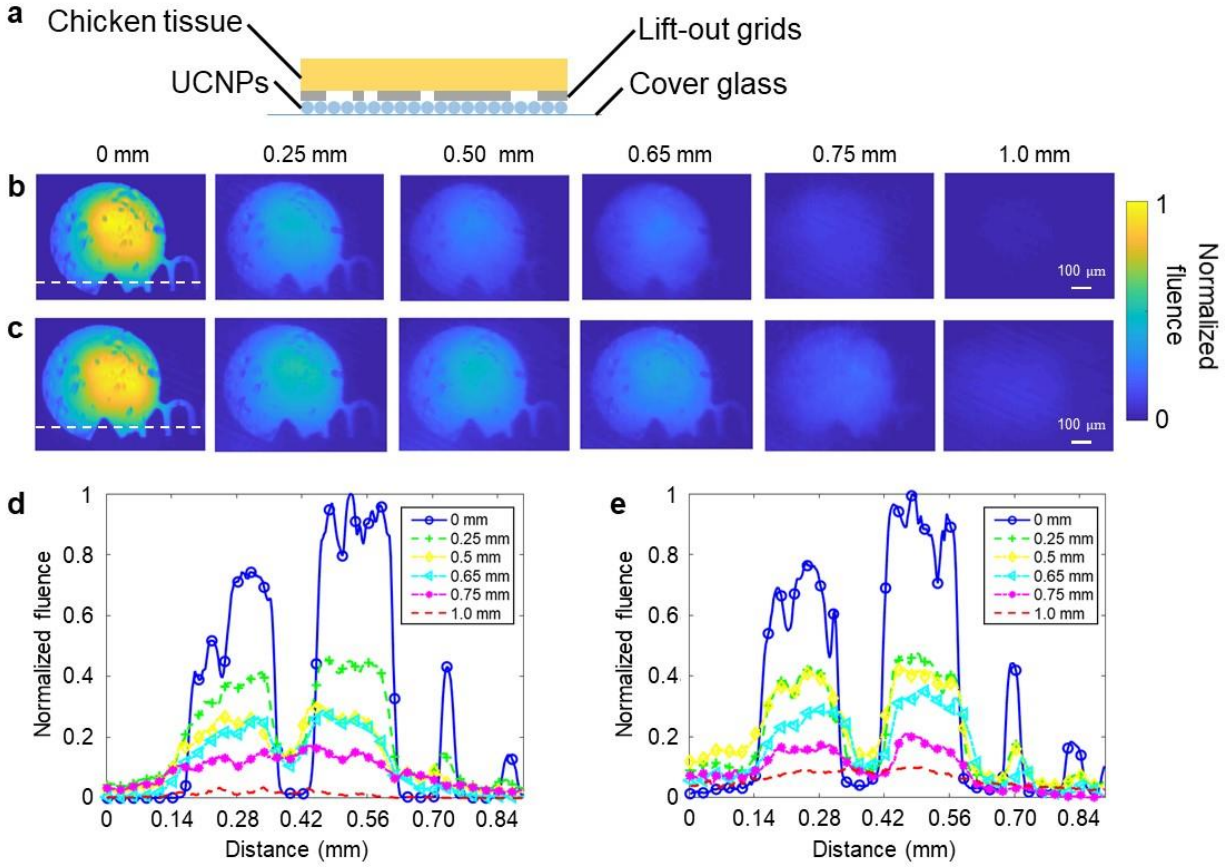 a
Chicken tissue
Lift-out grids
UCNPs
Cover glass
0 mm 0.25 mm 0.50 mm 0.65 mm 0.75 mm 1.0 mm
b
100 µm
c
100 µm
1
0
Normalized
fluence
d
1
0.8
0.6
0.4
0.2
0
0 0.14 0.28 0.42 0.56 0.70 0.84
Distance (mm)
Normalized fluence
0 mm
0.25 mm
0.5 mm
0.65 mm
0.75 mm
1.0 mm
e
1
0.8
0.6
0.4
0.2
0
0 0.14 0.28 0.42 0.56 0.70 0.84
Distance (mm)
Normalized fluence
0 mm
0.25 mm
0.5 mm
0.65 mm
0.75 mm
1.0 mm